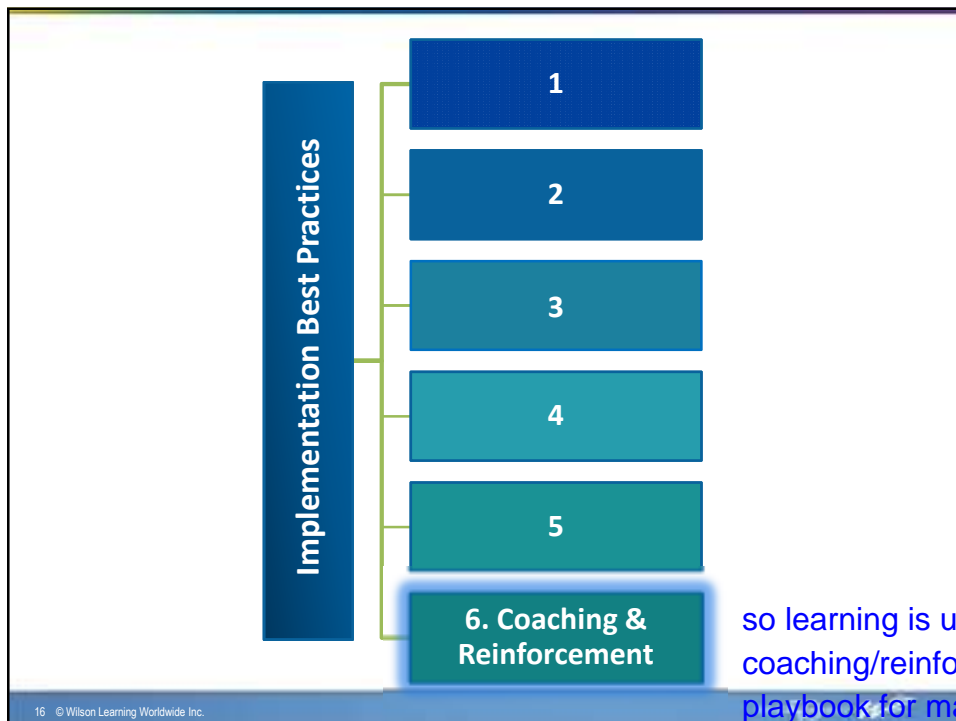 Implementation Best Practices
1
2
3
4
5
6. Coaching &
Reinforcement
so learning is
playbook for
16 © Wilson Learning Worldwide Inc.